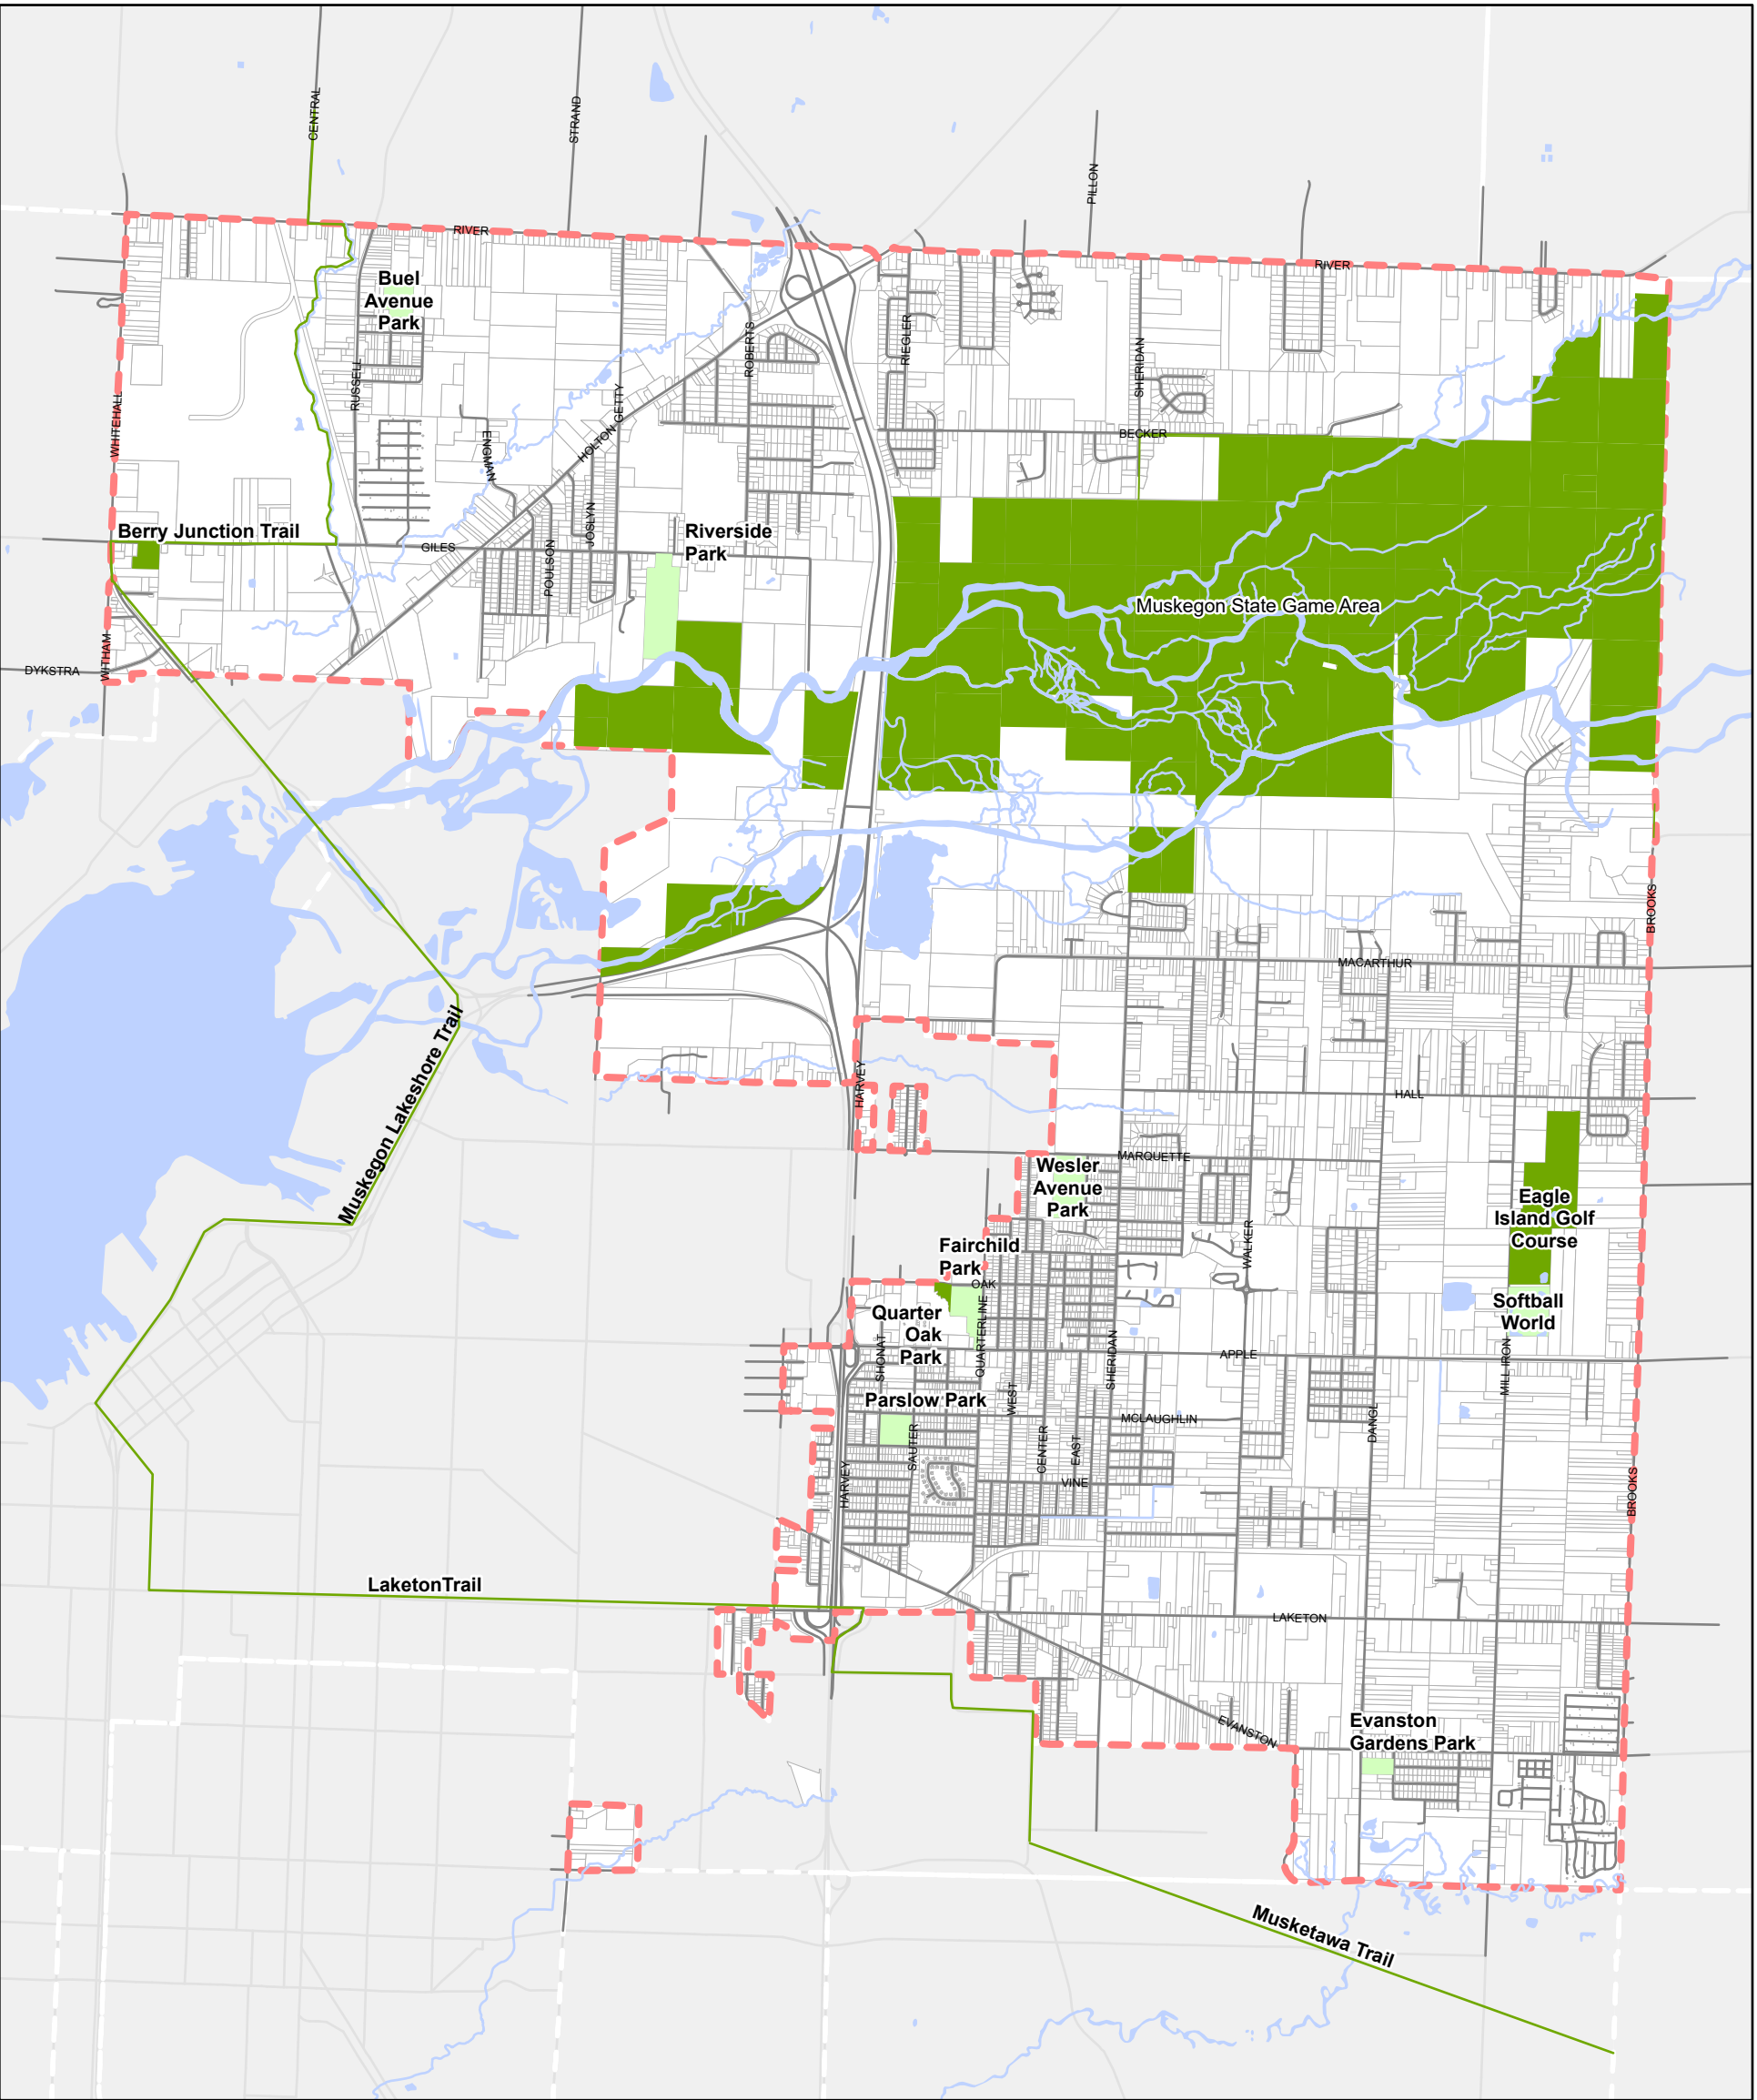 CENTRAL
STRAND
PILLON
RIVER
RIVER
Buel
Avenue
Park
ROBERTS
RIEGLER
SHERIDAN
RUSSELL
WHITEHALL
GETTY
HOLTON
ENGMAN
BECKER
Berry Junction Trail
GILES
JOSLYN
POULSON
Riverside
Park
Muskegon State Game Area
WITHAM
DYKSTRA
BROOKS
MACARTHUR
Muskegon Lakeshore Trail
HARVEY
HALL
MARQUETTE
Wesler
Avenue
Park
WALKER
Eagle
Island Golf
Course
Fairchild
Park
OAK
Quarter
Oak
Park
QUARTERLINE
SHONAT
Softball
World
SHERIDAN
APPLE
MILL IRON
Parslow Park
WEST
MCLAUGHLIN
DANGL
SAUTER
CENTER
EAST
VINE
HARVEY
BROOKS
LaketonTrail
LAKETON
EVANSTON
Evanston
Gardens Park
Musketawa Trail